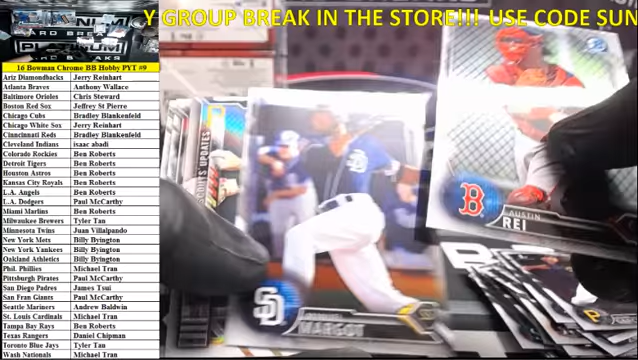 Y GROUP BREAK IN THE STORE!!! USE CODE SUN
PLATINUM
16 Bowman Chrome BB Hobby PYT #9
Ariz Diamondbacks Jerry Reinhart
Atlanta Braves Anthony Wallace
Baltimore Orioles Chris Steward
Boston Red Sox Jeffrey St Pierre
Chicago Cubs Bradley Blankenfeld
Chicago White Sox Jerry Reinhart
Cinncinnati Reds Bradley Blankenfeld
Cleveland Indians isaac abadi
Colorado Rockies Ben Roberts
Detroit Tigers Ben Roberts
Houston Astros Ben Roberts
Kansas City Royals Ben Roberts
L.A. Angels Ben Roberts
L.A. Dodgers Paul McCarthy
Miami Marlins Ben Roberts
Milwaukee Brewers Tyler Tan
Minnesota Twins Juan Villalpando
New York Mets Billy Byington
New York Yankees Billy Byington
Oakland Athletics Billy Byington
Phil. Phillies Michael Tran
Pittsburgh Pirates Paul McCarthy
San Diego Padres James Tsui
San Fran Giants Paul McCarthy
Seattle Mariners Andrew Baldwin
St. Louis Cardinals Michael Tran
Tampa Bay Rays Ben Roberts
Texas Rangers Daniel Chipman
Toronto Blue Jays Tyler Tan
Wash Nationals Michael Tran
UPDATES
SD
MARGOT
B
AUSTIN
REI
P